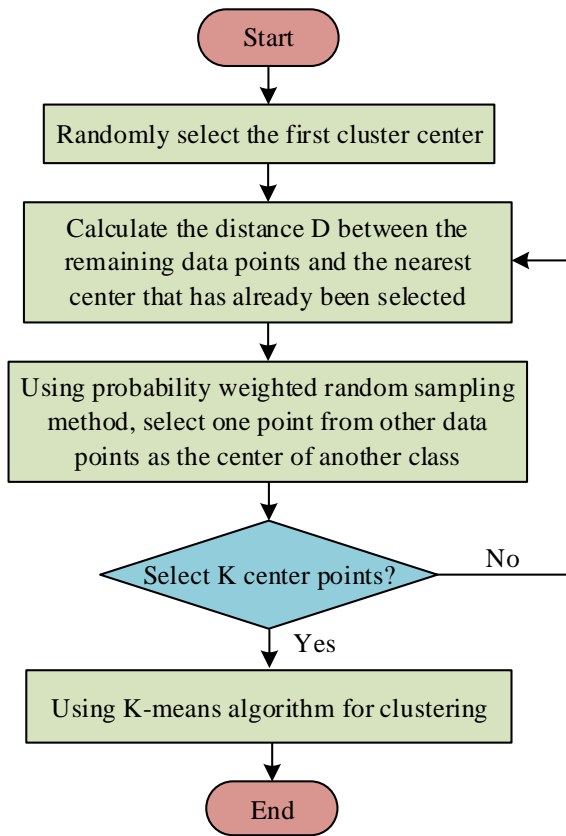 Start
Randomly select the first cluster center
Calculate the distance D between the
remaining data points and the nearest
center that has already been selected
Using probability weighted random sampling
method, select one point from other data
points as the center of another class
Select K center points?
No
Yes
Using K-means algorithm for clustering
End